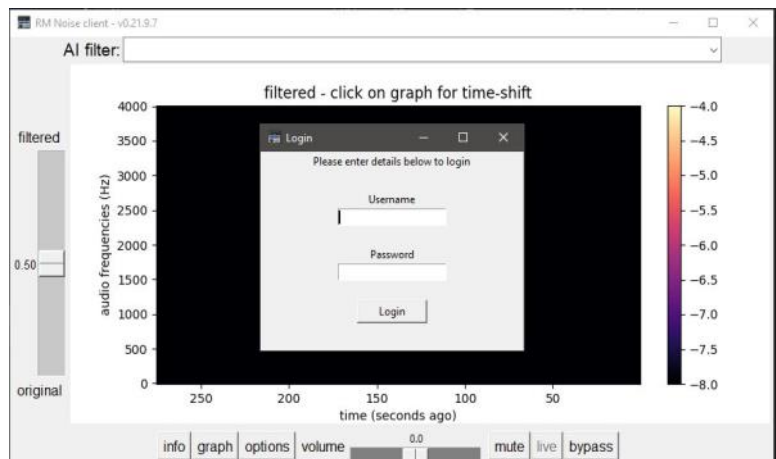 RM Noise client - v0.21.9.7
AI filter:
filtered - click on graph for time-shift
filtered
0.50
original
audio frequencies (Hz)
4000
3500
3000
2500
2000
1500
1000
500
0
Login
Please enter details below to login
Username
Password
Login
-4.0
-4.5
-5.0
-5.5
-6.0
-6.5
-7.0
-7.5
-8.0
250 200 150 100 50
time (seconds ago)
info graph options volume 0.0 mute live bypass